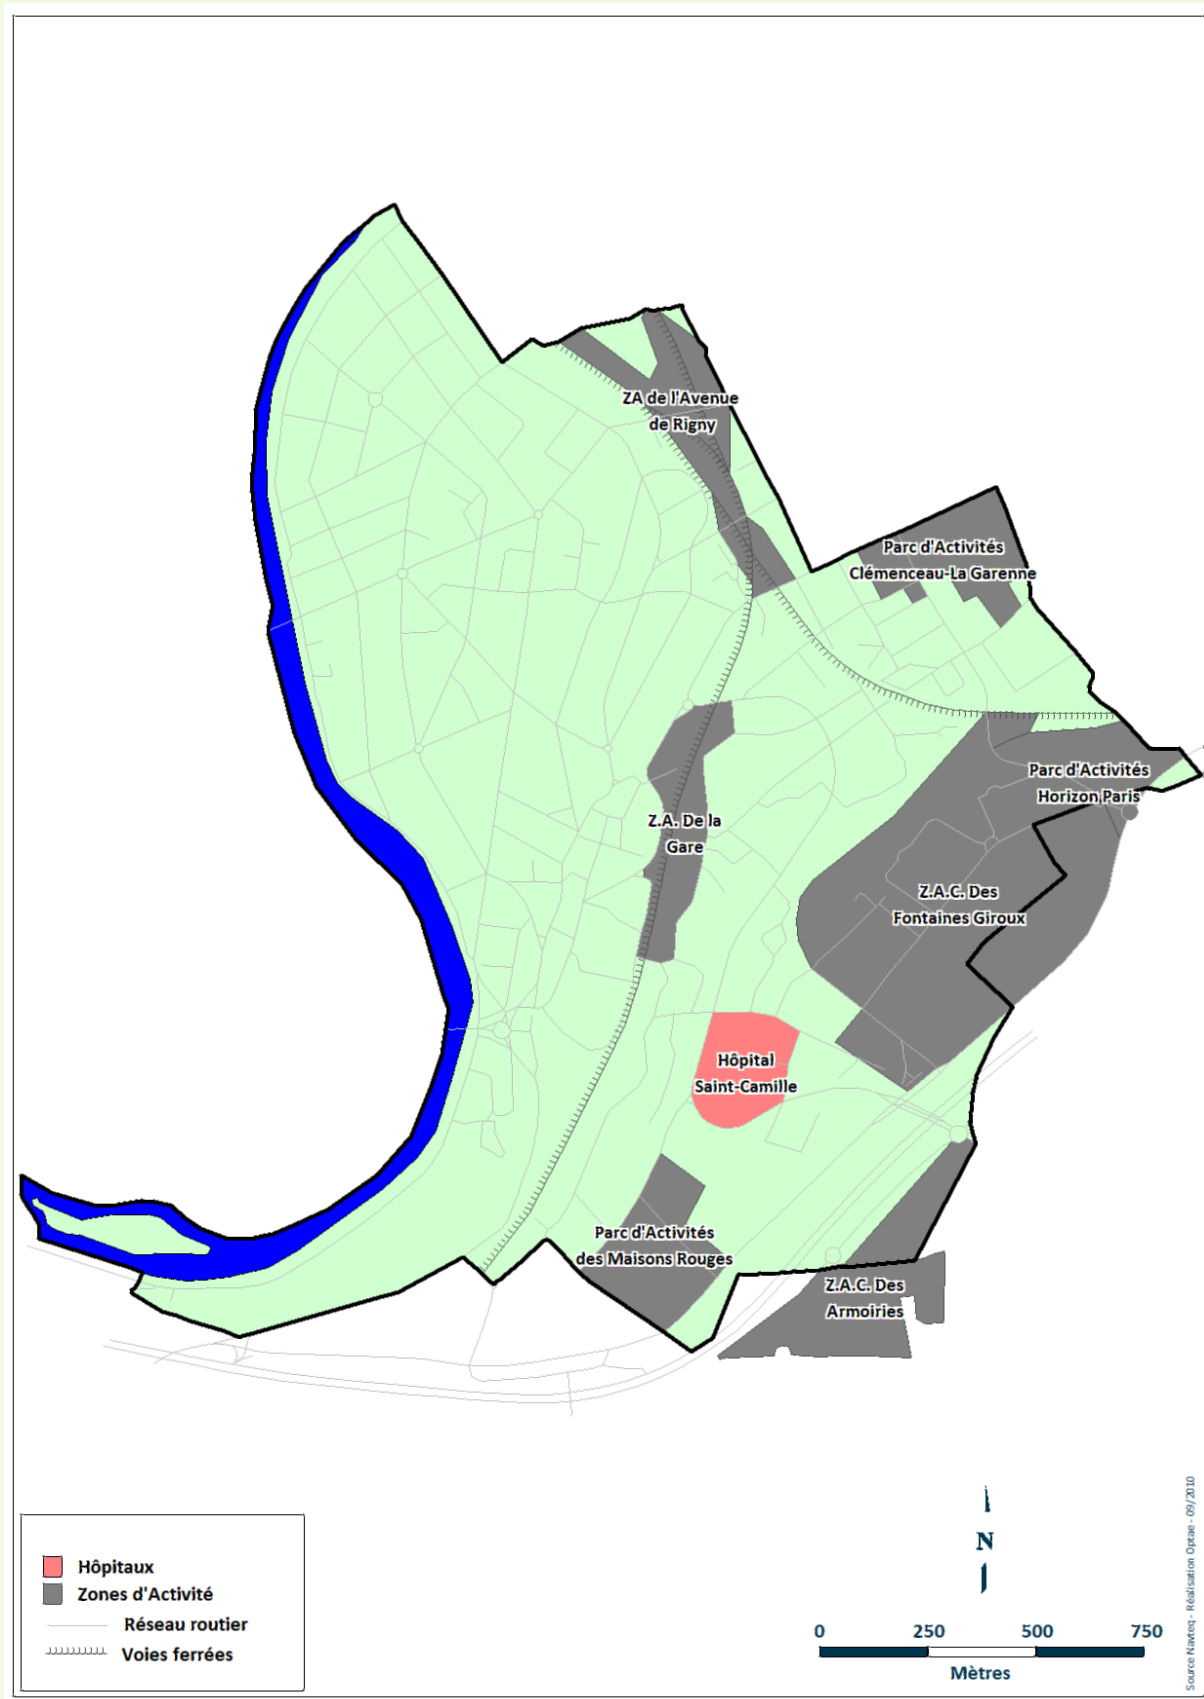 ZA de l'Avenue
de Rigny
Parc d'Activités
Clémenceau-La Garenne
Parc d'Activités
Horizon Paris
Z.A. De la
Gare
Z.A.C. Des
Fontaines Giroux
Hôpital
Saint-Camille
Parc d'Activités
des Maisons Rouges
Z.A.C. Des
Armoiries
Hôpitaux
Zones d'Activité
Réseau routier
Voies ferrées
N
0 250 500 750
Mètres
Source Navteq - Réalisation Optae - 09/2010